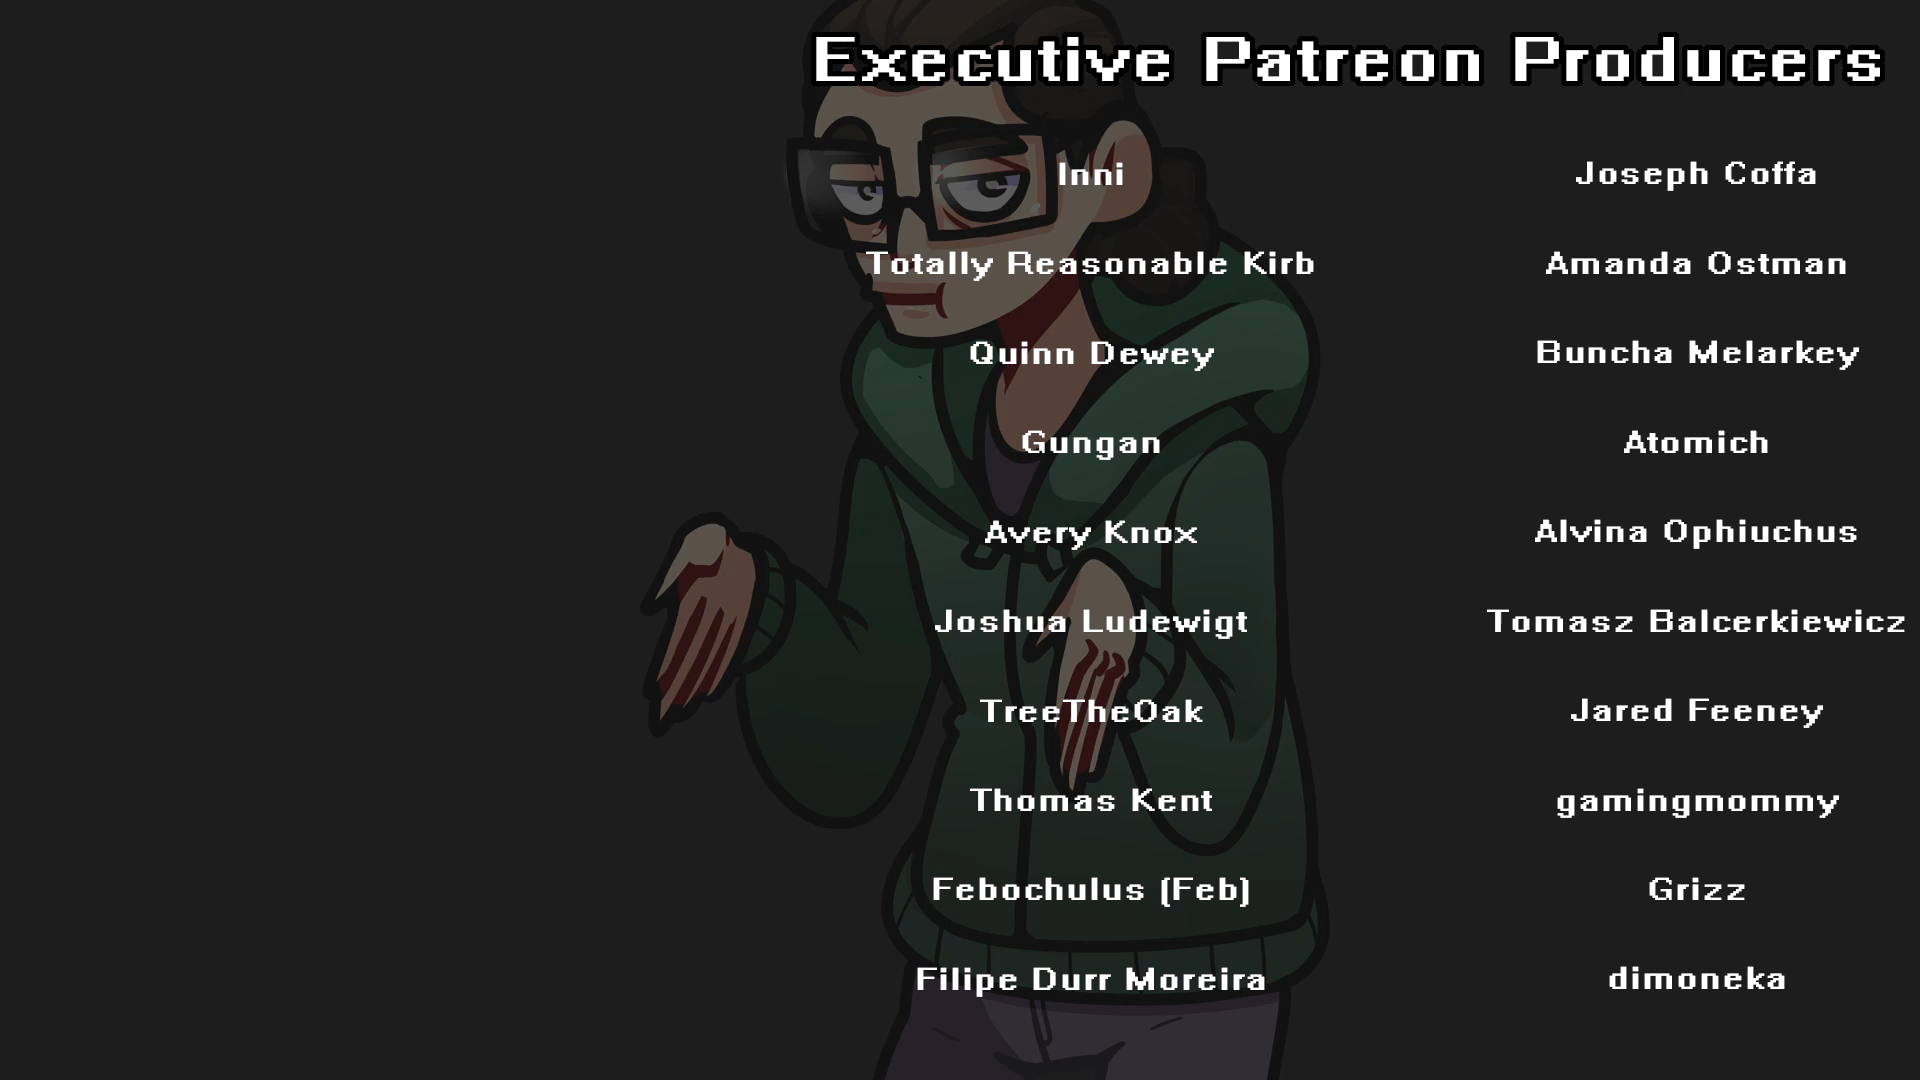 Executive Patreon Producers
Inni
Joseph Coffa
Totally Reasonable Kirb
Amanda Ostman
Quinn Dewey
Buncha Melarkey
Gungan
Atomich
Avery Knox
Alvina Ophiuchus
Joshua Ludewigt
Tomasz Balcerkiewicz
TreeTheOak
Jared Feeney
Thomas Kent
gamingmommy
Febochulus (Feb)
Grizz
Filipe Durr Moreira
dimoneka